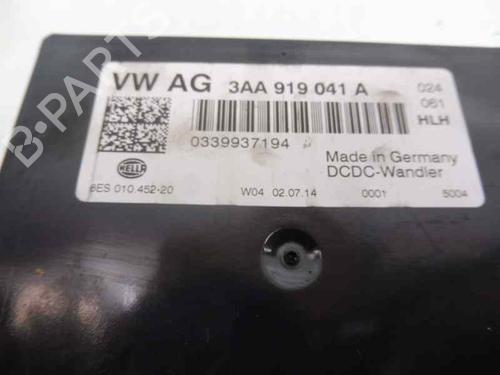 VW AG 3AA 919 041 A 024
061
HLH
0339937194
Made in Germany
DCDC-Wandler
HELLA
6ES 010.452-20 W04 02.07.14 0001 5004
B-PARTS